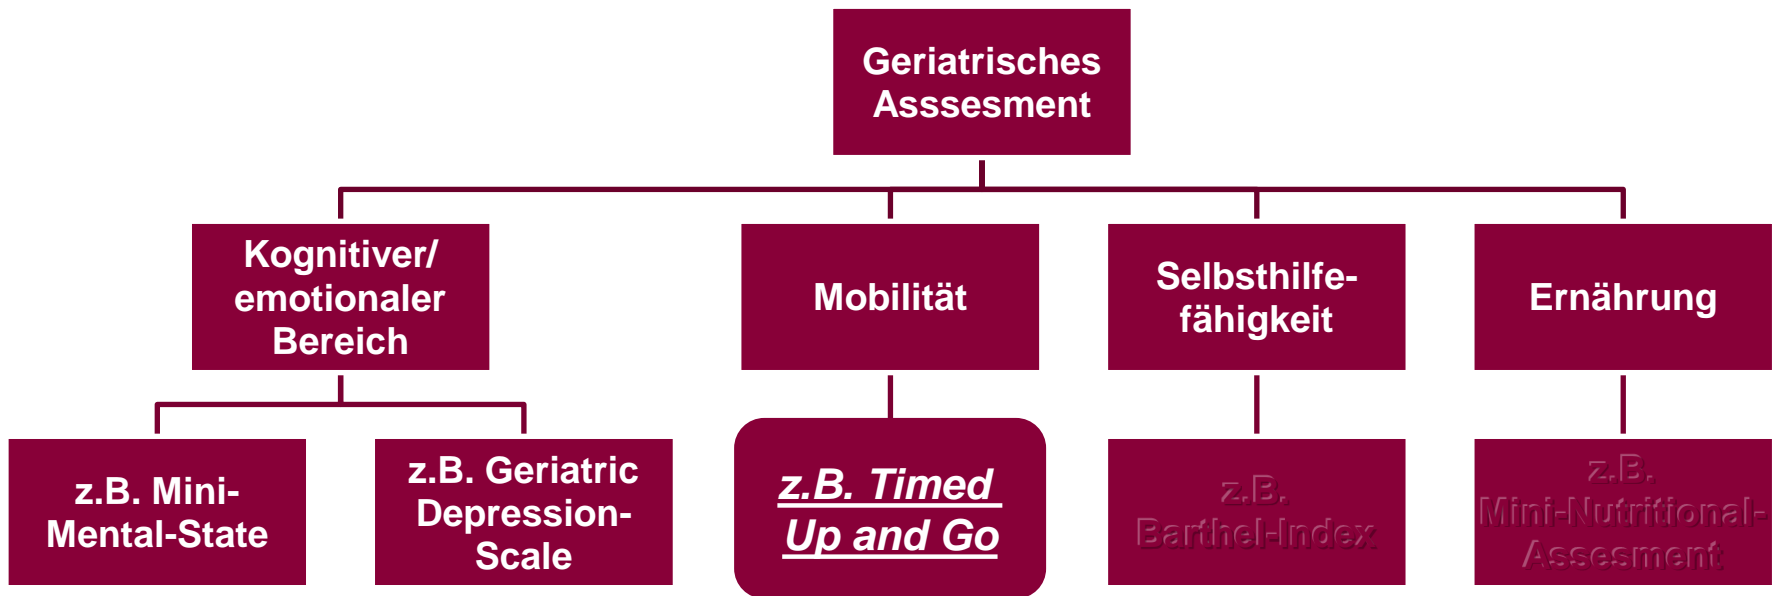 Geriatrisches
Asssesment
Kognitiver/
emotionaler
Bereich
Mobilität
Selbsthilfe-
fähigkeit
Ernährung
z.B. Mini-
Mental-State
z.B. Geriatric
Depression-
Scale
z.B. Timed
Up and Go
z.B.
Barthel-Index
z.B.
Mini-Nutritional-
Assesment